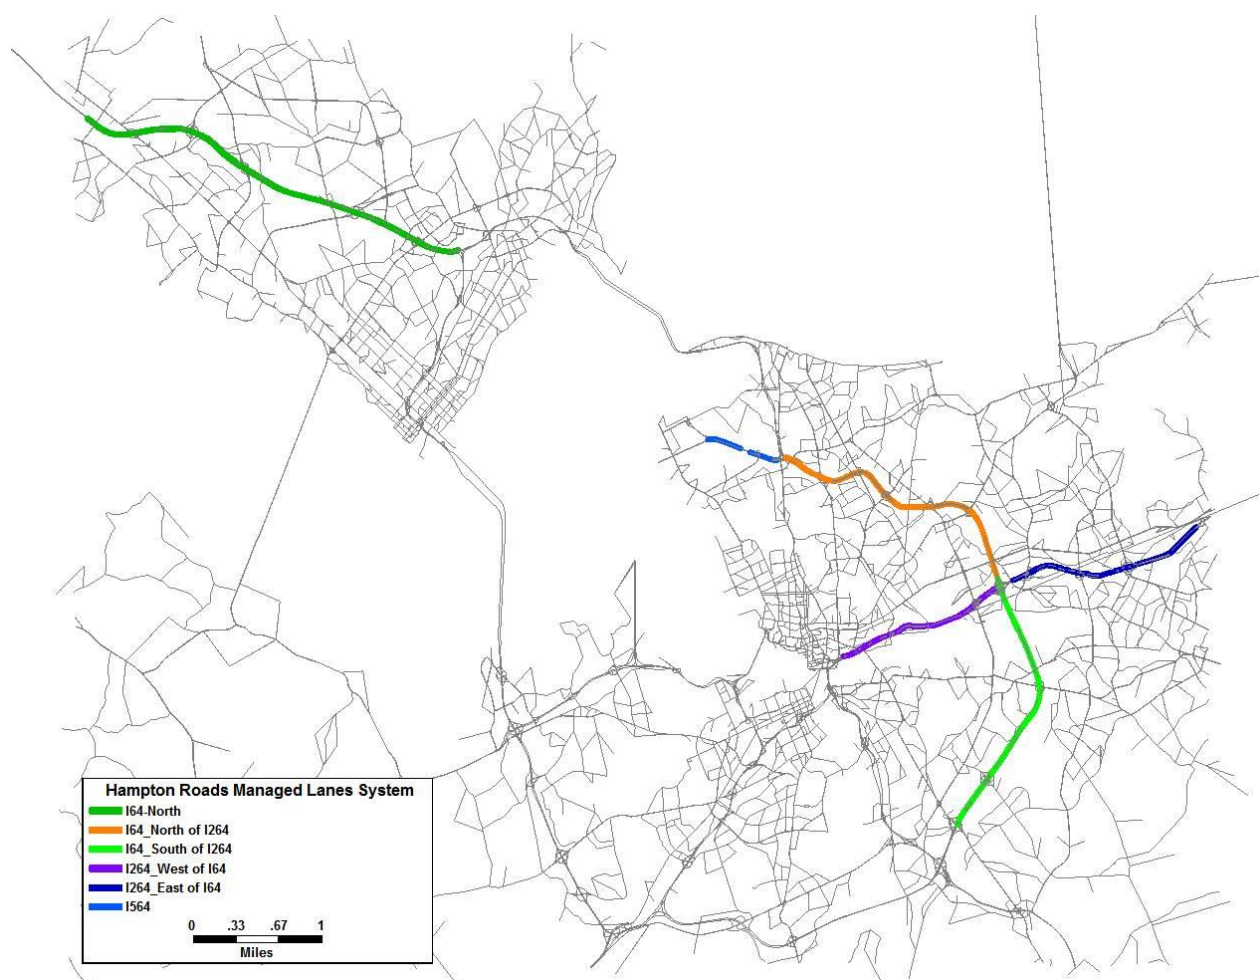 Hampton Roads Managed Lanes System
I64-North
I64_North of I264
I64_South of I264
I264_West of I64
I264_East of I64
I564
0 .33 .67 1
Miles